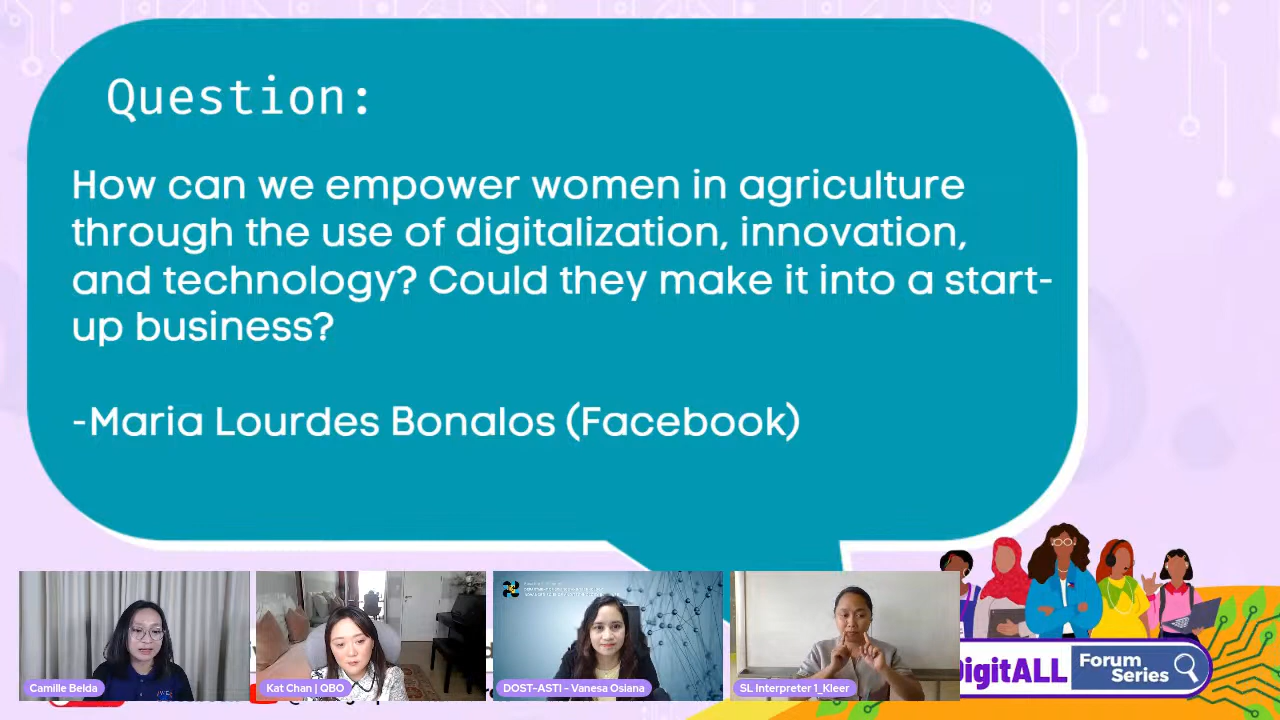 Question:
How can we empower women in agriculture
through the use of digitalization, innovation,
and technology? Could they make it into a start-
up business?
-Maria Lourdes Bonalos (Facebook)
Camille Belda
Kat Chan | QBO
DOST-ASTI - Vanesa Osiana
SL Interpreter 1_Kleer
DigitALL
Forum
Series